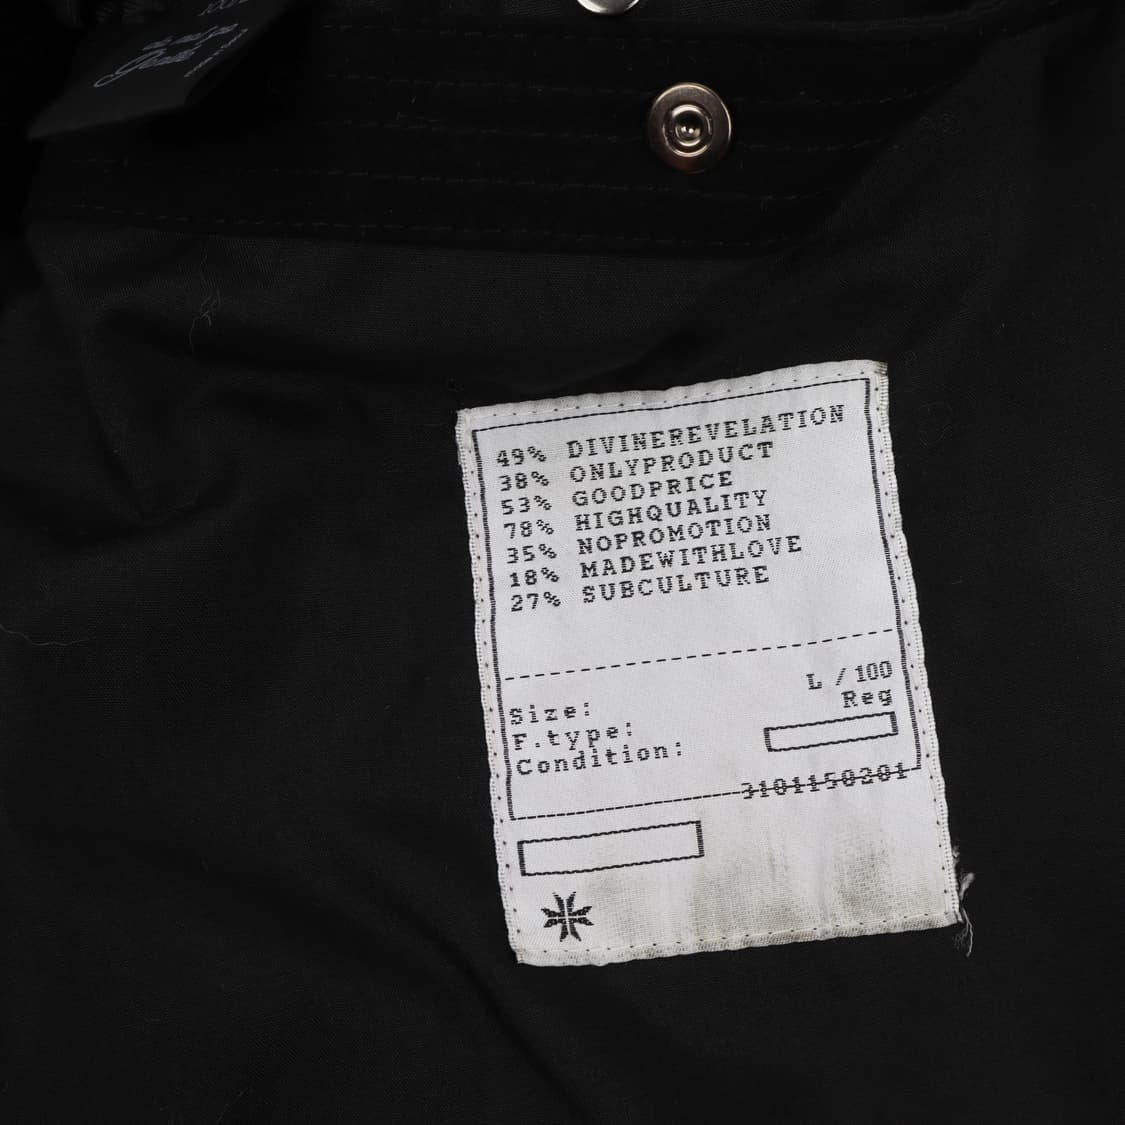 49% DIVINEREVELATION
38% ONLYPRODUCT
53% GOODPRICE
78% HIGHQUALITY
35% NOPROMOTION
18% MADEWITHLOVE
27% SUBCULTURE
Size: L / 100
F.type: Reg
Condition:
3101150201